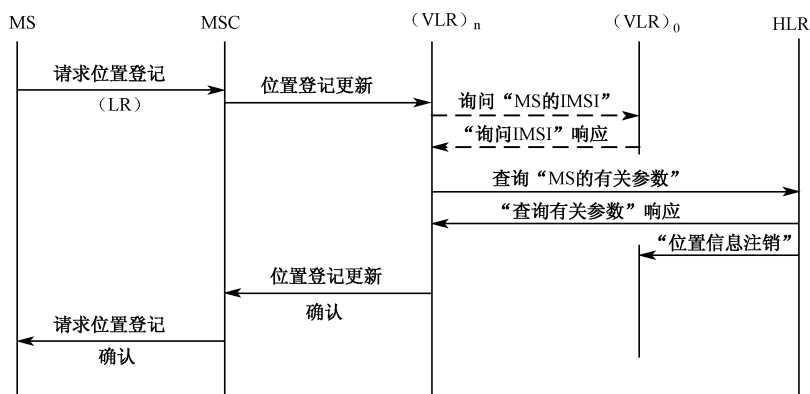 MS MSC （VLR）n （VLR）0 HLR
请求位置登记
（LR）
位置登记更新
询问“MS的IMSI”
“询问IMSI”响应
查询“MS的有关参数”
“查询有关参数”响应
“位置信息注销”
位置登记更新
确认
请求位置登记
确认